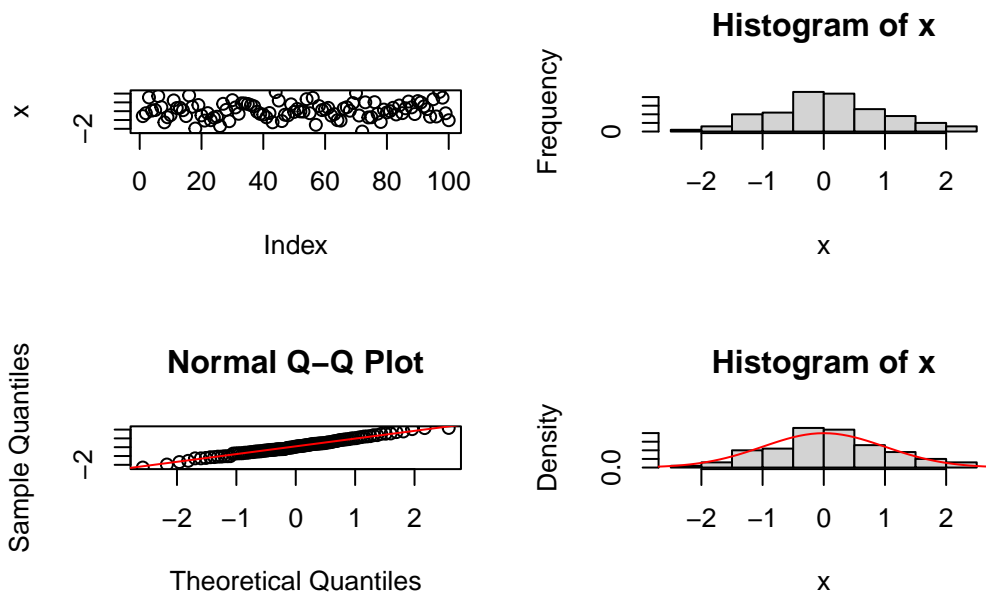 x
−2
0 20 40 60 80 100
Index
Histogram of x
Frequency
0
−2 −1 0 1 2
x
Normal Q−Q Plot
Sample Quantiles
−2
−2 −1 0 1 2
Theoretical Quantiles
Histogram of x
Density
0.0
−2 −1 0 1 2
x